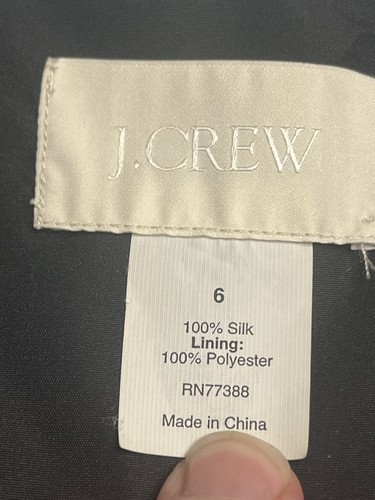 J.CREW
6
100% Silk
Lining:
100% Polyester
RN77388
Made in China